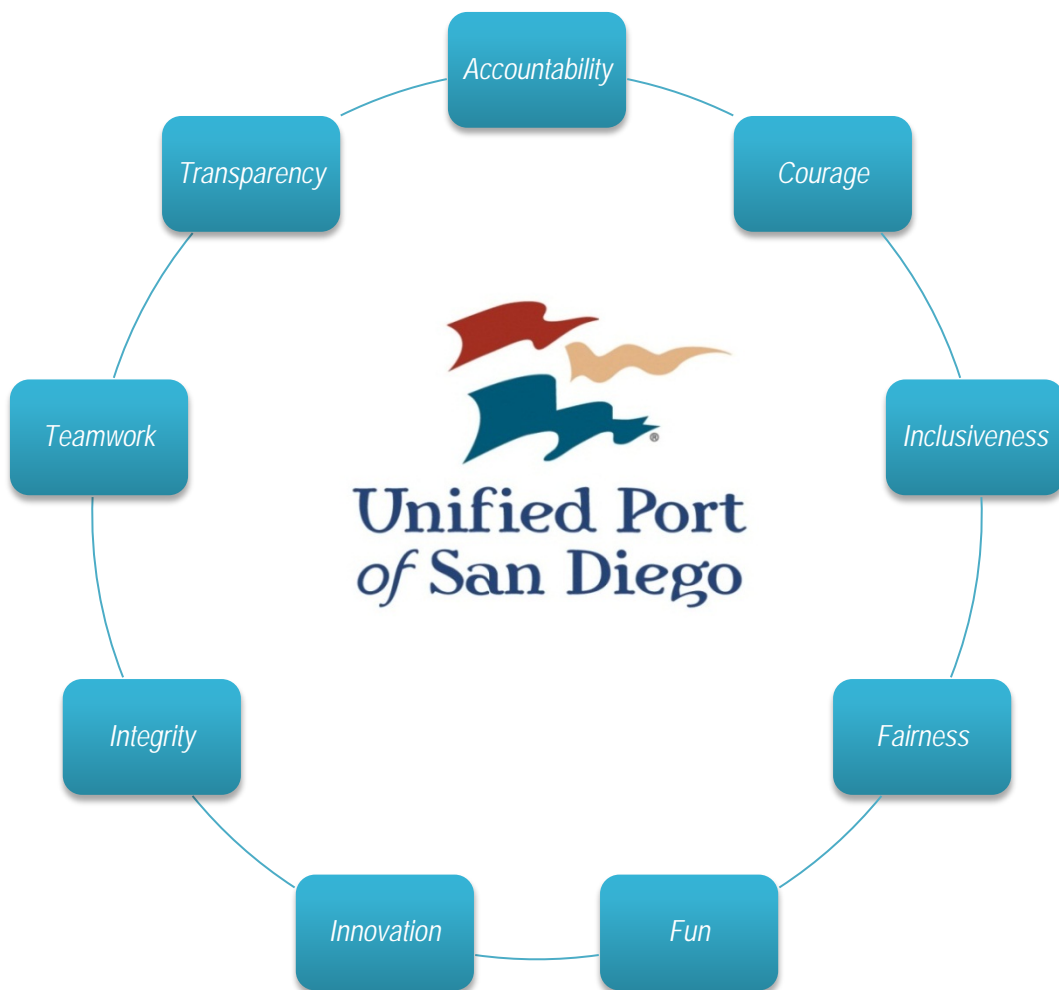 Accountability
Transparency
Courage
Teamwork
Inclusiveness
®
Unified Port
of San Diego
Integrity
Fairness
Innovation
Fun